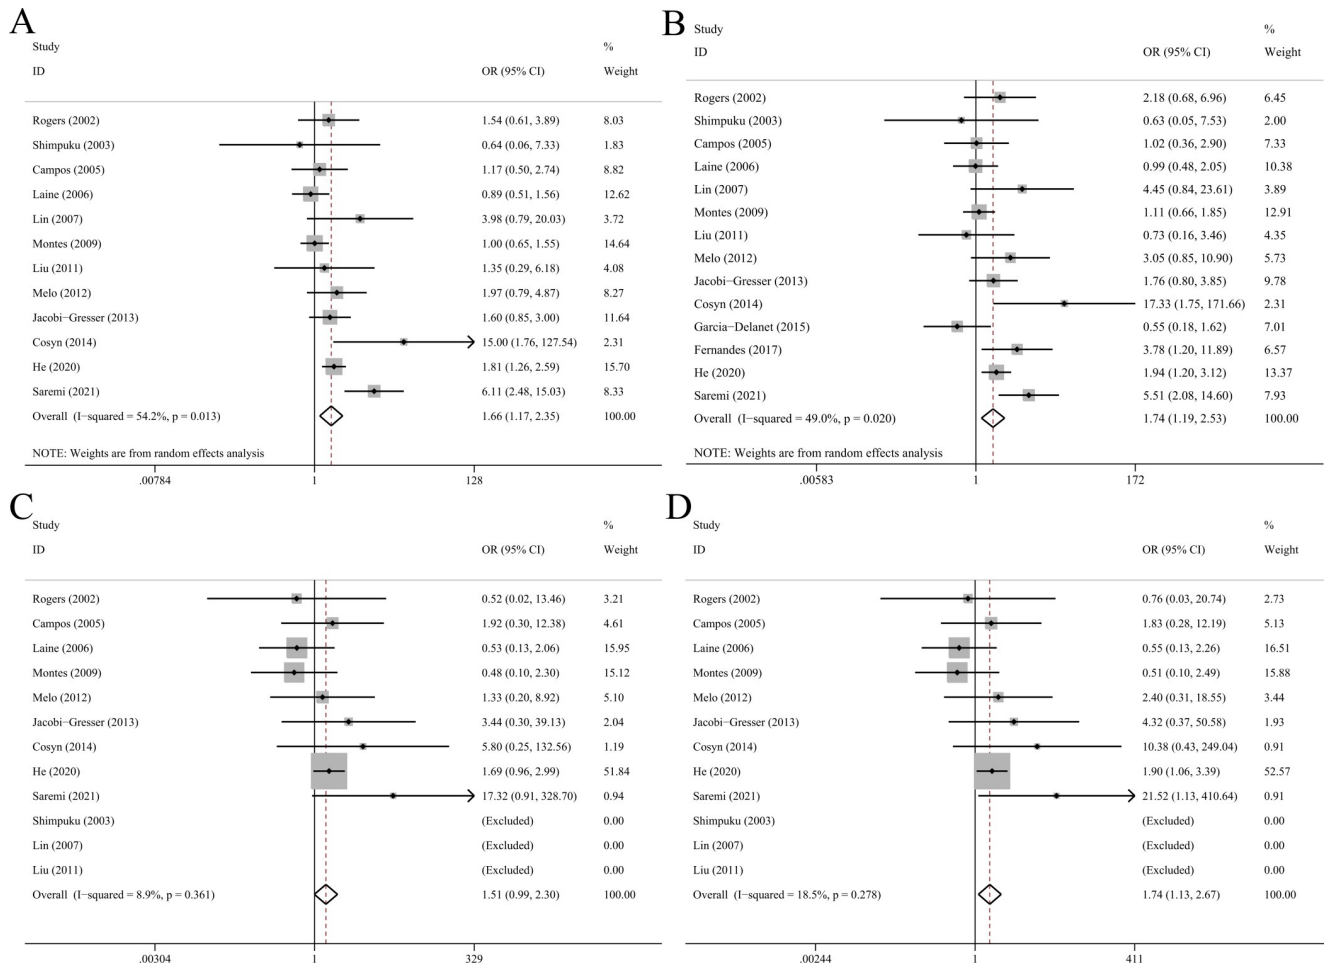 A
Study %
ID OR (95% CI) Weight
Rogers (2002) 1.54 (0.61, 3.89) 8.03
Shimpuku (2003) 0.64 (0.06, 7.33) 1.83
Campos (2005) 1.17 (0.50, 2.74) 8.82
Laine (2006) 0.89 (0.51, 1.56) 12.62
Lin (2007) 3.98 (0.79, 20.03) 3.72
Montes (2009) 1.00 (0.65, 1.55) 14.64
Liu (2011) 1.35 (0.29, 6.18) 4.08
Melo (2012) 1.97 (0.79, 4.87) 8.27
Jacobi−Gresser (2013) 1.60 (0.85, 3.00) 11.64
Cosyn (2014) 15.00 (1.76, 127.54) 2.31
He (2020) 1.81 (1.26, 2.59) 15.70
Saremi (2021) 6.11 (2.48, 15.03) 8.33
Overall (I−squared = 54.2%, p = 0.013) 1.66 (1.17, 2.35) 100.00
NOTE: Weights are from random effects analysis
.00784 1 128
B
Study %
ID OR (95% CI) Weight
Rogers (2002) 2.18 (0.68, 6.96) 6.45
Shimpuku (2003) 0.63 (0.05, 7.53) 2.00
Campos (2005) 1.02 (0.36, 2.90) 7.33
Laine (2006) 0.99 (0.48, 2.05) 10.38
Lin (2007) 4.45 (0.84, 23.61) 3.89
Montes (2009) 1.11 (0.66, 1.85) 12.91
Liu (2011) 0.73 (0.16, 3.46) 4.35
Melo (2012) 3.05 (0.85, 10.90) 5.73
Jacobi−Gresser (2013) 1.76 (0.80, 3.85) 9.78
Cosyn (2014) 17.33 (1.75, 171.66) 2.31
Garcia−Delanet (2015) 0.55 (0.18, 1.62) 7.01
Fernandes (2017) 3.78 (1.20, 11.89) 6.57
He (2020) 1.94 (1.20, 3.12) 13.37
Saremi (2021) 5.51 (2.08, 14.60) 7.93
Overall (I−squared = 49.0%, p = 0.020) 1.74 (1.19, 2.53) 100.00
NOTE: Weights are from random effects analysis
.00583 1 172
C
Study %
ID OR (95% CI) Weight
Rogers (2002) 0.52 (0.02, 13.46) 3.21
Campos (2005) 1.92 (0.30, 12.38) 4.61
Laine (2006) 0.53 (0.13, 2.06) 15.95
Montes (2009) 0.48 (0.10, 2.30) 15.12
Melo (2012) 1.33 (0.20, 8.92) 5.10
Jacobi−Gresser (2013) 3.44 (0.30, 39.13) 2.04
Cosyn (2014) 5.80 (0.25, 132.56) 1.19
He (2020) 1.69 (0.96, 2.99) 51.84
Saremi (2021) 17.32 (0.91, 328.70) 0.94
Shimpuku (2003) (Excluded) 0.00
Lin (2007) (Excluded) 0.00
Liu (2011) (Excluded) 0.00
Overall (I−squared = 8.9%, p = 0.361) 1.51 (0.99, 2.30) 100.00
.00304 1 329
D
Study %
ID OR (95% CI) Weight
Rogers (2002) 0.76 (0.03, 20.74) 2.73
Campos (2005) 1.83 (0.28, 12.19) 5.13
Laine (2006) 0.55 (0.13, 2.26) 16.51
Montes (2009) 0.51 (0.10, 2.49) 15.88
Melo (2012) 2.40 (0.31, 18.55) 3.44
Jacobi−Gresser (2013) 4.32 (0.37, 50.58) 1.93
Cosyn (2014) 10.38 (0.43, 249.04) 0.91
He (2020) 1.90 (1.06, 3.39) 52.57
Saremi (2021) 21.52 (1.13, 410.64) 0.91
Shimpuku (2003) (Excluded) 0.00
Lin (2007) (Excluded) 0.00
Liu (2011) (Excluded) 0.00
Overall (I−squared = 18.5%, p = 0.278) 1.74 (1.13, 2.67) 100.00
.00244 1 411